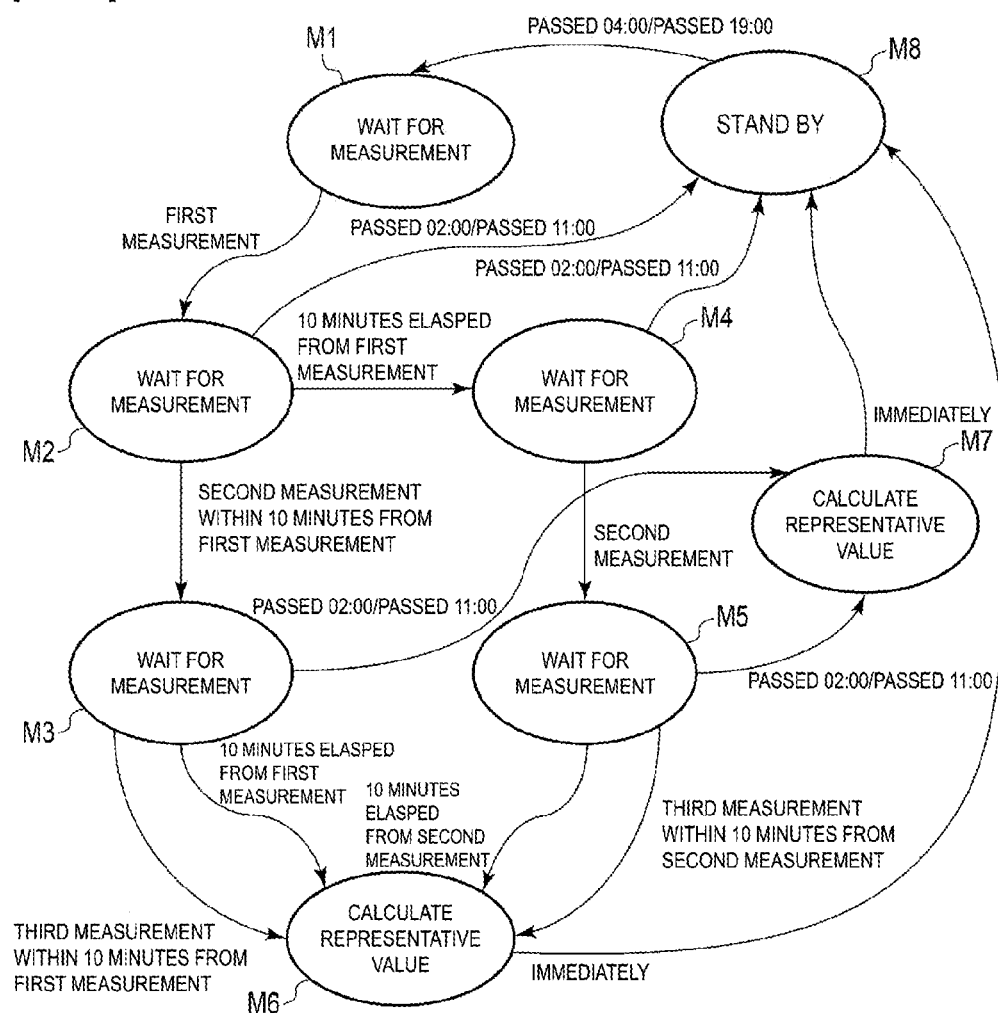 PASSED 04:00/PASSED 19:00
M1
M8
WAIT FOR
MEASUREMENT
STAND BY
FIRST
MEASUREMENT
PASSED 02:00/PASSED 11:00
PASSED 02:00/PASSED 11:00
10 MINUTES ELASPED
FROM FIRST
MEASUREMENT
M4
WAIT FOR
MEASUREMENT
WAIT FOR
MEASUREMENT
M2
IMMEDIATELY
M7
SECOND MEASUREMENT
WITHIN 10 MINUTES FROM
FIRST MEASUREMENT
CALCULATE
REPRESENTATIVE
VALUE
SECOND
MEASUREMENT
PASSED 02:00/PASSED 11:00
M5
WAIT FOR
MEASUREMENT
WAIT FOR
MEASUREMENT
PASSED 02:00/PASSED 11:00
M3
10 MINUTES ELASPED
FROM FIRST
MEASUREMENT
10 MINUTES
ELASPED
FROM SECOND
MEASUREMENT
THIRD MEASUREMENT
WITHIN 10 MINUTES FROM
SECOND MEASUREMENT
CALCULATE
REPRESENTATIVE
VALUE
THIRD MEASUREMENT
WITHIN 10 MINUTES FROM
FIRST MEASUREMENT
IMMEDIATELY
M6